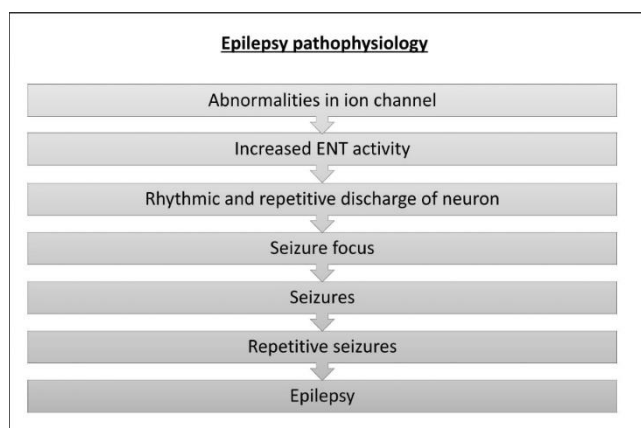 Epilepsy pathophysiology
Abnormalities in ion channel
Increased ENT activity
Rhythmic and repetitive discharge of neuron
Seizure focus
Seizures
Repetitive seizures
Epilepsy